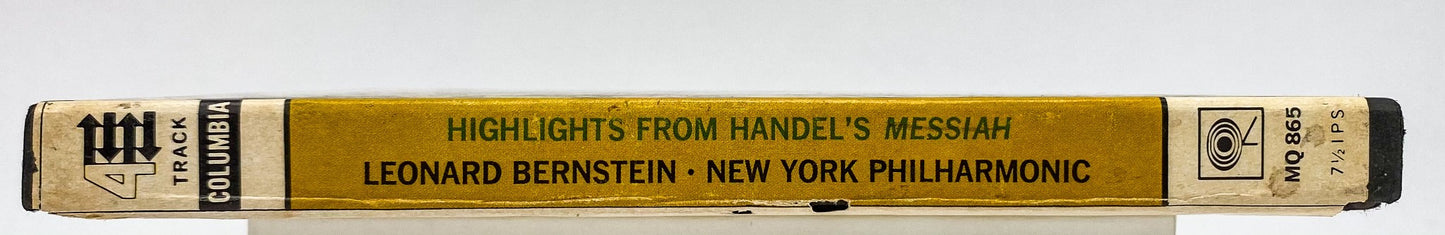 4
TRACK
COLUMBIA
HIGHLIGHTS FROM HANDEL'S MESSIAH
LEONARD BERNSTEIN · NEW YORK PHILHARMONIC
MQ 865
7½ IPS